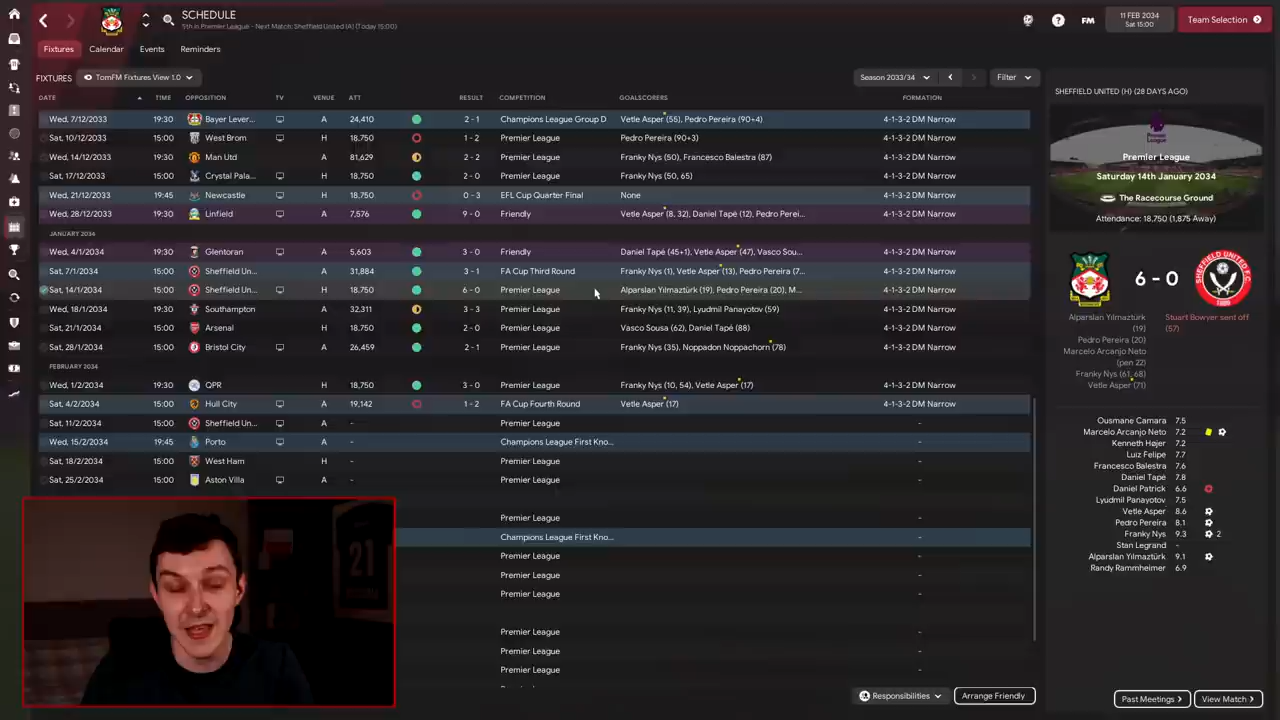 SCHEDULE
5th in Premier League - Next Match: Sheffield United (A) (Today 15:00)
FM
11 FEB 2034
Sat 15:00
Team Selection
Fixtures Calendar Events Reminders
FIXTURES TomFM Fixtures View 1.0 Season 2033/34 Filter
DATE TIME OPPOSITION TV VENUE ATT RESULT COMPETITION GOALSCORERS FORMATION
Wed, 7/12/2033 19:30 Bayer Lever... A 24,410 2 - 1 Champions League Group D Vetle Asper (55), Pedro Pereira (90+4) 4-1-3-2 DM Narrow
Sat, 10/12/2033 15:00 West Brom H 18,750 1 - 2 Premier League Pedro Pereira (90+3) 4-1-3-2 DM Narrow
Wed, 14/12/2033 19:30 Man Utd A 81,629 2 - 2 Premier League Franky Nys (50), Francesco Balestra (87) 4-1-3-2 DM Narrow
Sat, 17/12/2033 15:00 Crystal Pala... H 18,750 2 - 0 Premier League Franky Nys (50, 65) 4-1-3-2 DM Narrow
Wed, 21/12/2033 19:45 Newcastle H 18,750 0 - 3 EFL Cup Quarter Final None 4-1-3-2 DM Narrow
Wed, 28/12/2033 19:30 Linfield A 7,576 - 0 Friendly Vetle Asper (8, 32), Daniel Tapé (12), Pedro Perei... 4-1-3-2 DM Narrow
JANUARY 2034
Wed, 4/1/2034 19:30 Glentoran A 5,603 3 - 0 Friendly Daniel Tapé (45+1), Vetle Asper (47), Vasco Sou... 4-1-3-2 DM Narrow
Sat, 7/1/2034 15:00 Sheffield Un... A 31,884 3 - 1 FA Cup Third Round Franky Nys (1), Vetle Asper (13), Pedro Pereira (7... 4-1-3-2 DM Narrow
Sat, 14/1/2034 15:00 Sheffield Un... H 18,750 6 - 0 Premier League Alparslan Yılmaztürk (19), Pedro Pereira (20), M... 4-1-3-2 DM Narrow
Wed, 18/1/2034 19:30 Southampton A 32,311 3 - 3 Premier League Franky Nys (11, 39), Lyudmil Panayotov (59) 4-1-3-2 DM Narrow
Sat, 21/1/2034 15:00 Arsenal H 18,750 2 - 0 Premier League Vasco Sousa (62), Daniel Tapé (88) 4-1-3-2 DM Narrow
Sat, 28/1/2034 15:00 Bristol City A 26,459 2 - 1 Premier League Franky Nys (35), Noppadon Noppachorn (78) 4-1-3-2 DM Narrow
FEBRUARY 2034
Wed, 1/2/2034 19:30 QPR H 18,750 3 - 0 Premier League Franky Nys (10, 54), Vetle Asper (17) 4-1-3-2 DM Narrow
Sat, 4/2/2034 15:00 Hull City A 19,142 1 - 2 FA Cup Fourth Round Vetle Asper (17) 4-1-3-2 DM Narrow
Sat, 11/2/2034 15:00 Sheffield Un... A - Premier League -
Wed, 15/2/2034 19:45 Porto A - Champions League First Kno... -
Sat, 18/2/2034 15:00 West Ham H - Premier League -
Sat, 25/2/2034 15:00 Aston Villa A - Premier League -
Premier League -
Champions League First Kno... -
Premier League -
Premier League -
Premier League -
Premier League -
Premier League -
Premier League -
Responsibilities Arrange Friendly
21
SHEFFIELD UNITED (H) (28 DAYS AGO)
Premier League
Saturday 14th January 2034
The Racecourse Ground
Attendance: 18,750 (1,875 Away)
6 - 0
Alparslan Yılmaztürk
(19)
Pedro Pereira (20)
Marcelo Arcanjo Neto
(pen 22)
Franky Nys (61, 68)
Vetle Asper (71)
Stuart Bowyer sent off
(57)
Ousmane Camara 7.5
Marcelo Arcanjo Neto 7.2
Kenneth Højer 7.2
Luiz Felipe 7.7
Francesco Balestra 7.6
Daniel Tapé 7.8
Daniel Patrick 6.6
Lyudmil Panayotov 7.5
Vetle Asper 8.6
Pedro Pereira 8.1
Franky Nys 9.3 2
Stan Legrand -
Alparslan Yılmaztürk 9.1
Randy Rammheimer 6.9
Past Meetings View Match